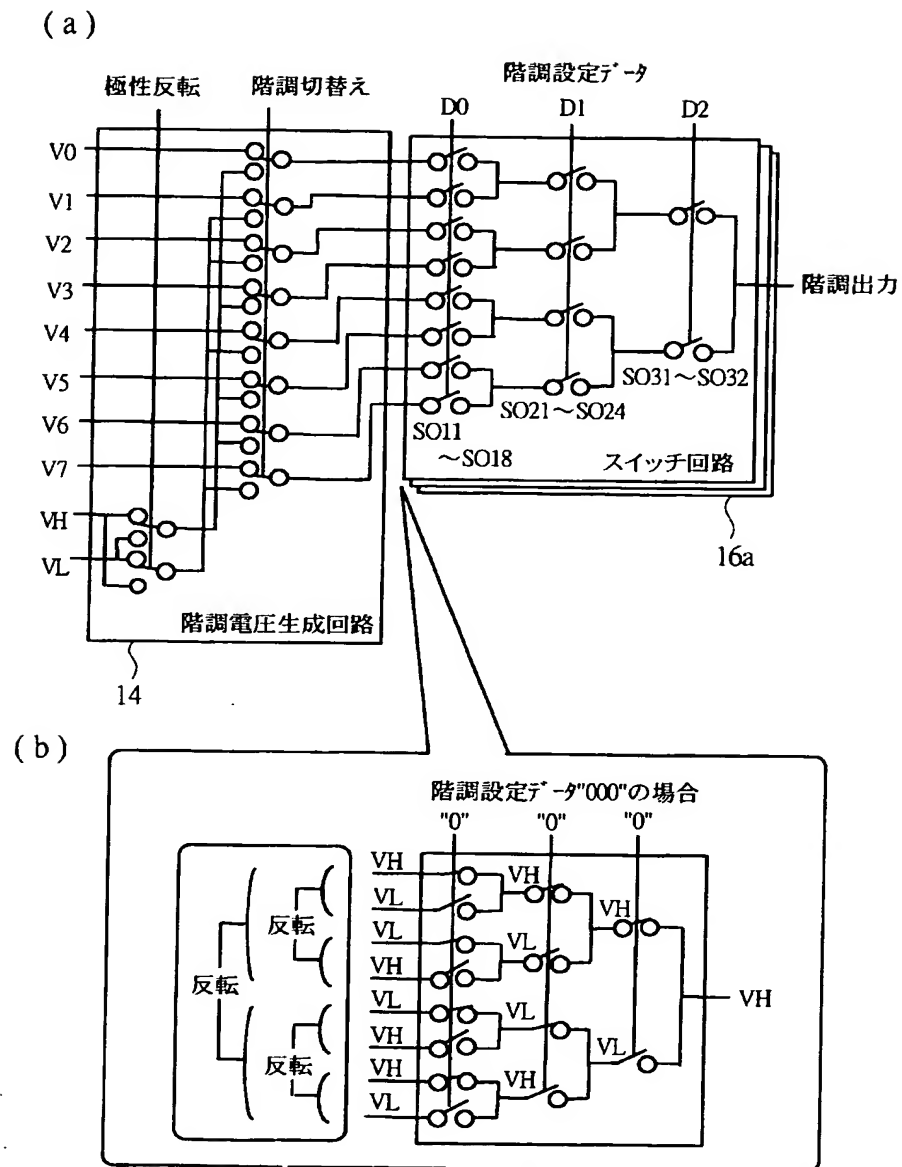 (a)
階調設定データ
極性反転 階調切替え D0 D1 D2
V0
V1
V2
V3
階調出力
V4
V5
V6
SO31～SO32
SO21～SO24
SO11
～SO18
V7
スイッチ回路
VH
16a
VL
階調電圧生成回路
14
(b)
階調設定データ"000"の場合
"0" "0" "0"
VH
VH
VL
反転
VH
VL
VL
VH
反転
VH
VL
VL
VH
VL
反転
VH
VH
VL